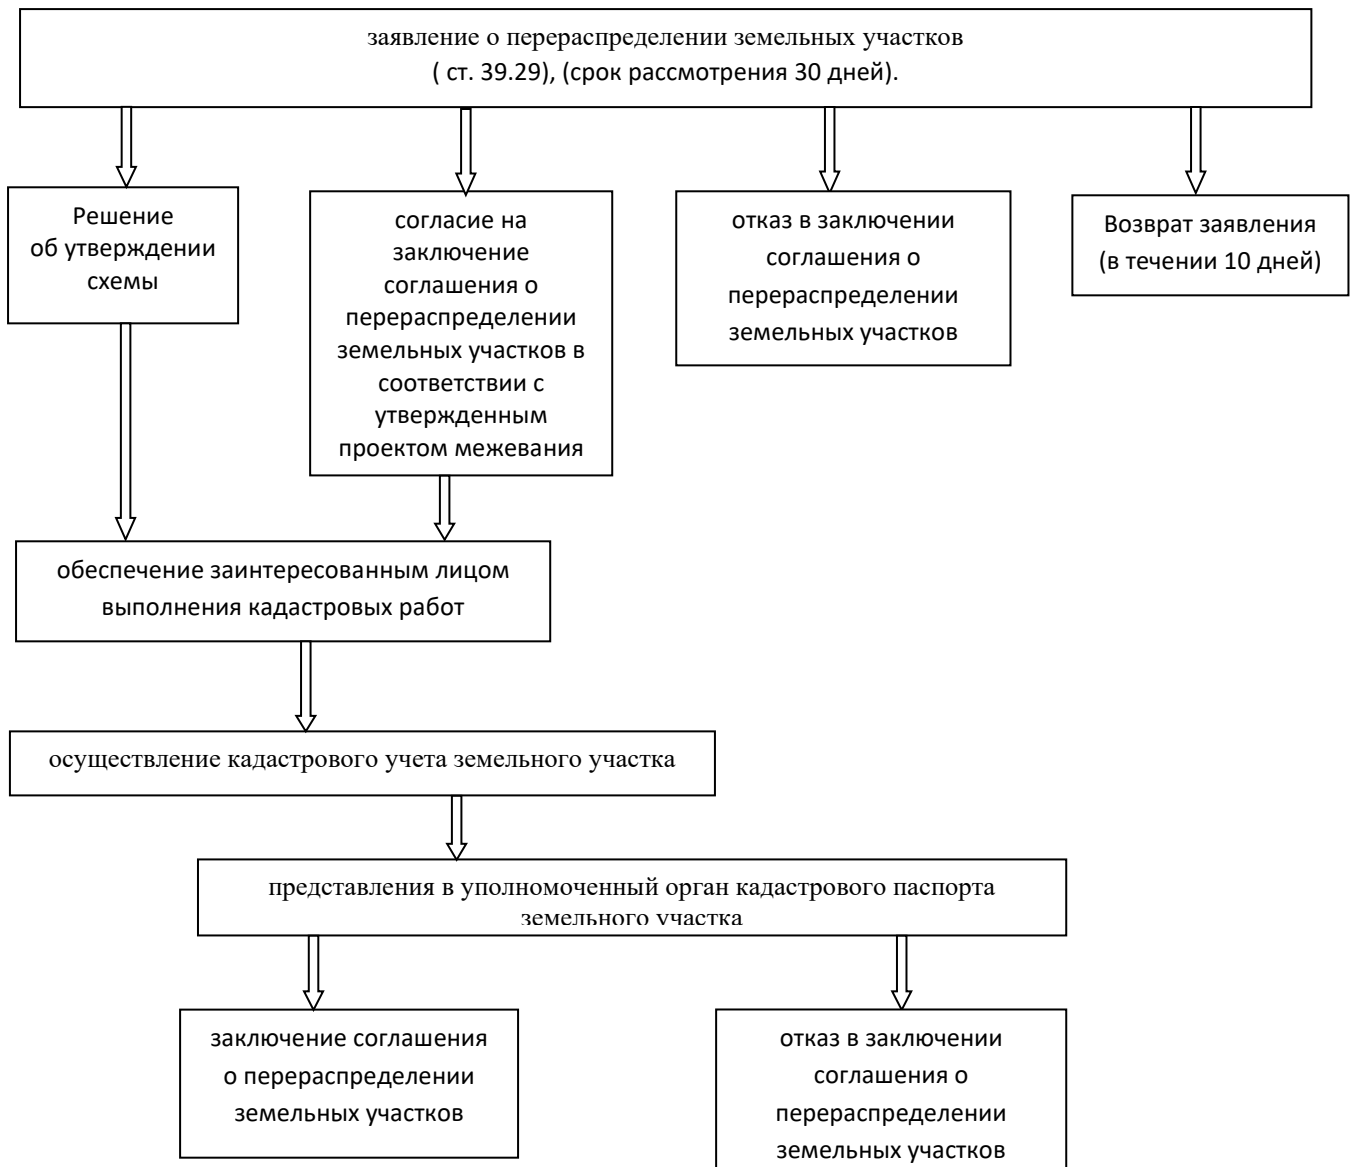 заявление о перераспределении земельных участков
( ст. 39.29), (срок рассмотрения 30 дней).
Решение
об утверждении
схемы
согласие на
заключение
соглашения о
перераспределении
земельных участков в
соответствии с
утвержденным
проектом межевания
отказ в заключении
соглашения о
перераспределении
земельных участков
Возврат заявления
(в течении 10 дней)
обеспечение заинтересованным лицом
выполнения кадастровых работ
осуществление кадастрового учета земельного участка
представления в уполномоченный орган кадастрового паспорта
земельного участка
заключение соглашения
о перераспределении
земельных участков
отказ в заключении
соглашения о
перераспределении
земельных участков